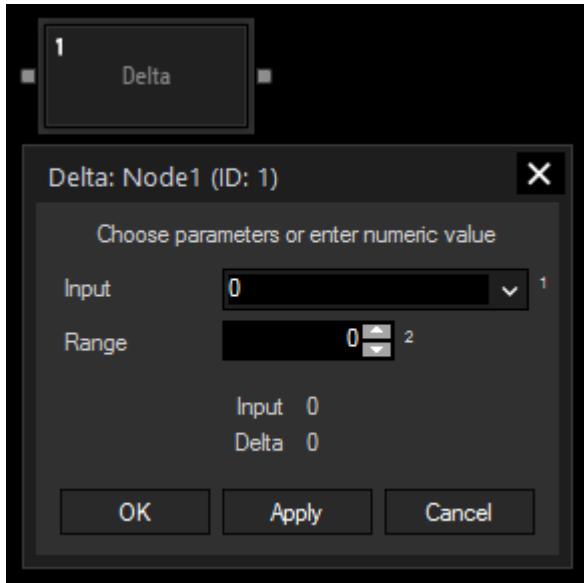 1
Delta
Delta: Node1 (ID: 1)
Choose parameters or enter numeric value
Input 0 1
Range 0 2
Input 0
Delta 0
OK Apply Cancel